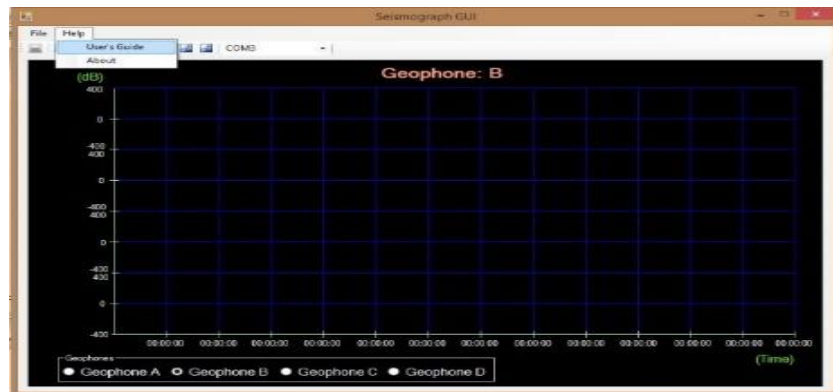 Seismograph GUI
File Help
User's Guide
COM8
About
(dB)
Geophone: B
400
0
-400
400
0
-400
400
0
-400
400
0
-400
00:00:00 00:00:00 00:00:00 00:00:00 00:00:00 00:00:00 00:00:00 00:00:00 00:00:00 00:00:00 00:00:00 00:00:00 00:00:00
(Time)
Geophones
Geophone A Geophone B Geophone C Geophone D